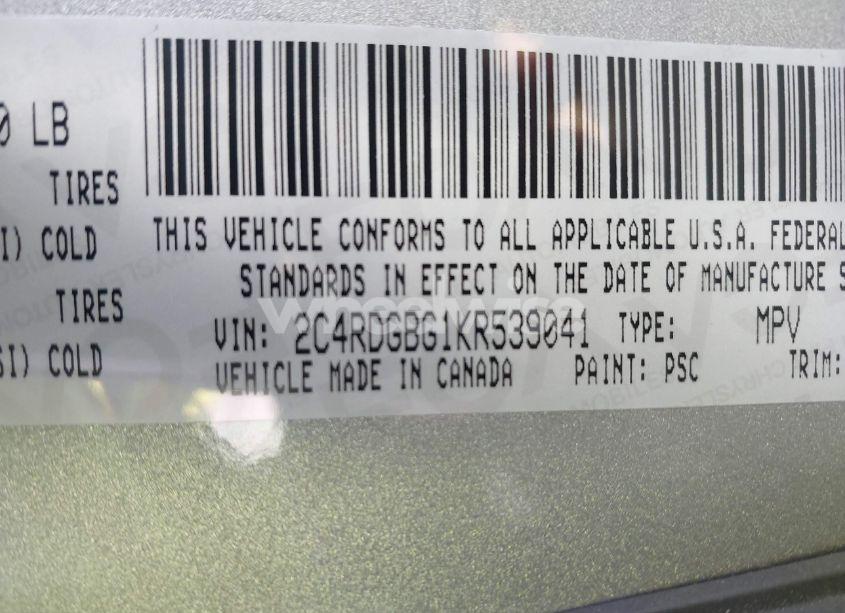 0 LB
TIRES
I) COLD
TIRES
SI) COLD
THIS VEHICLE CONFORMS TO ALL APPLICABLE U.S.A. FEDERAL
STANDARDS IN EFFECT ON THE DATE OF MANUFACTURE S
VIN: 2C4RDGBG1KR539041 TYPE: MPV
VEHICLE MADE IN CANADA PAINT: PSC TRIM:
wheelwise